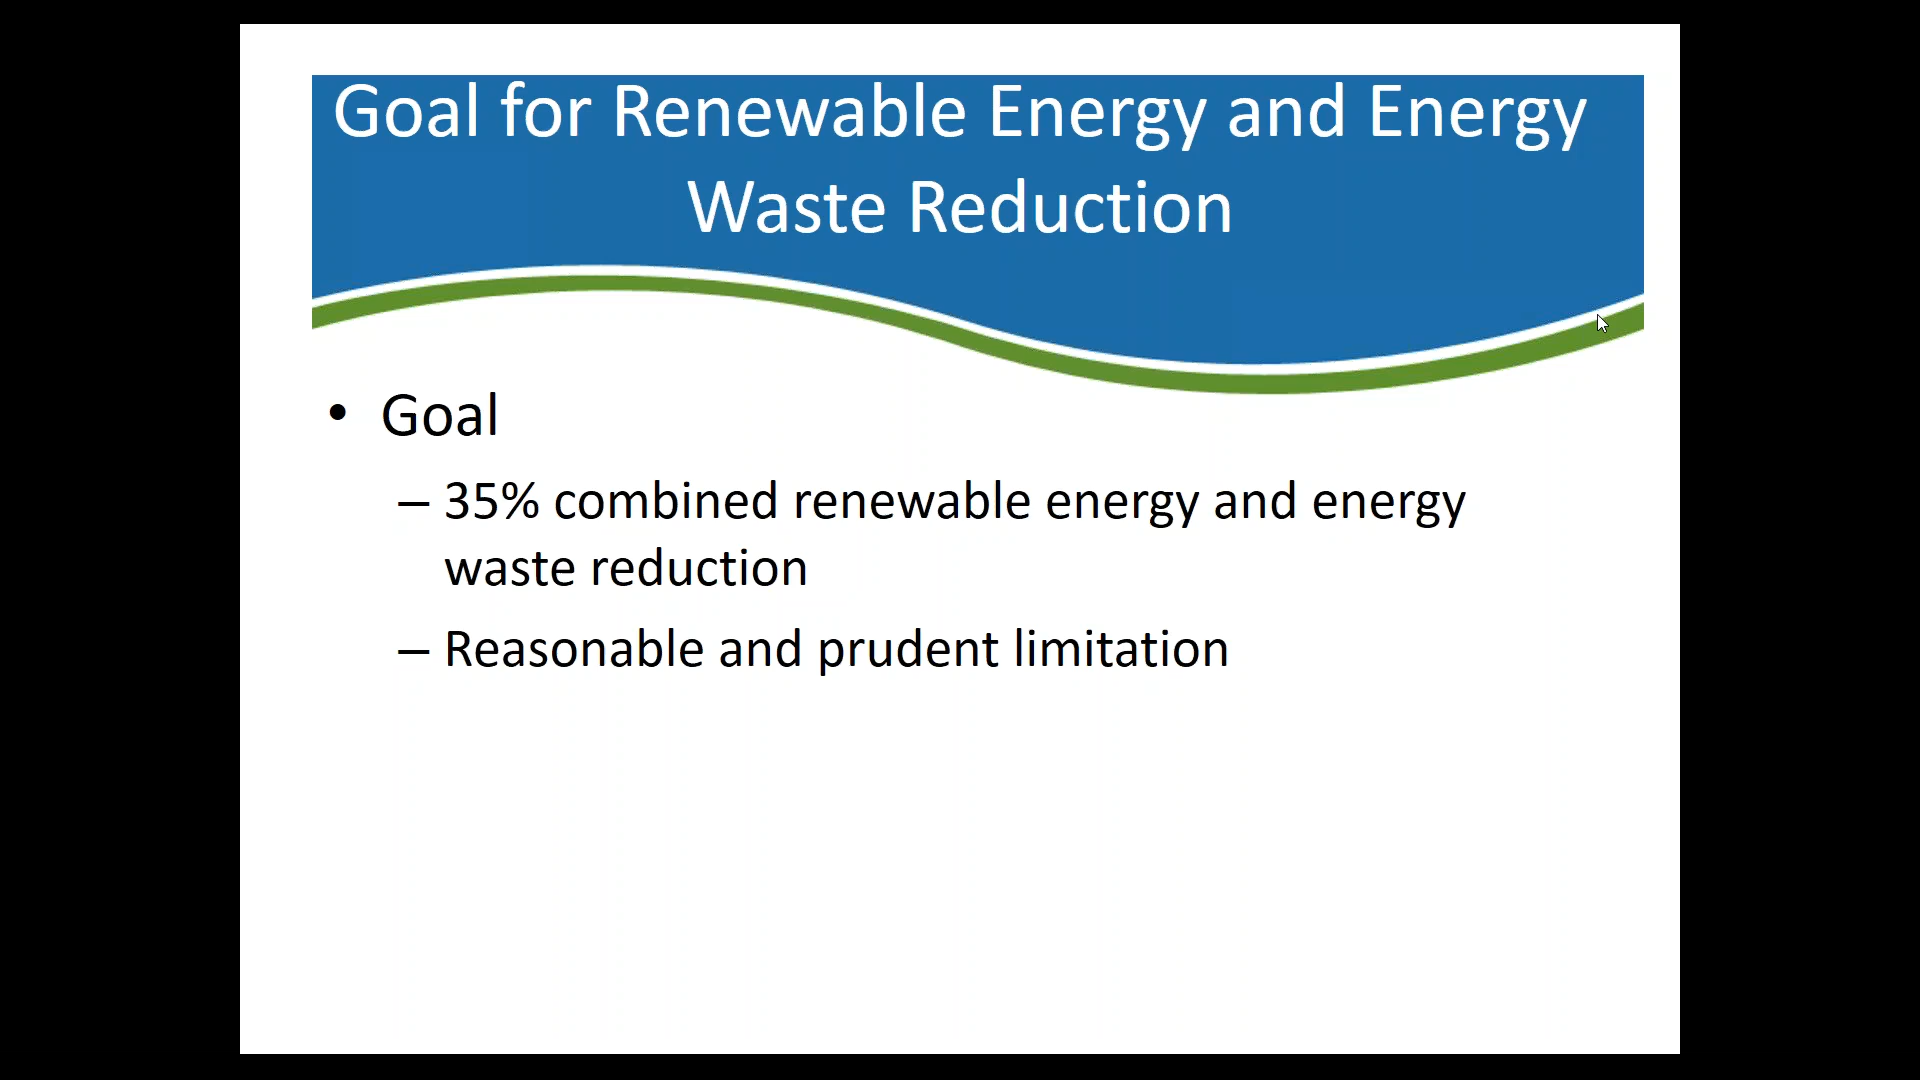 Goal for Renewable Energy and Energy
Waste Reduction
• Goal
– 35% combined renewable energy and energy
waste reduction
– Reasonable and prudent limitation